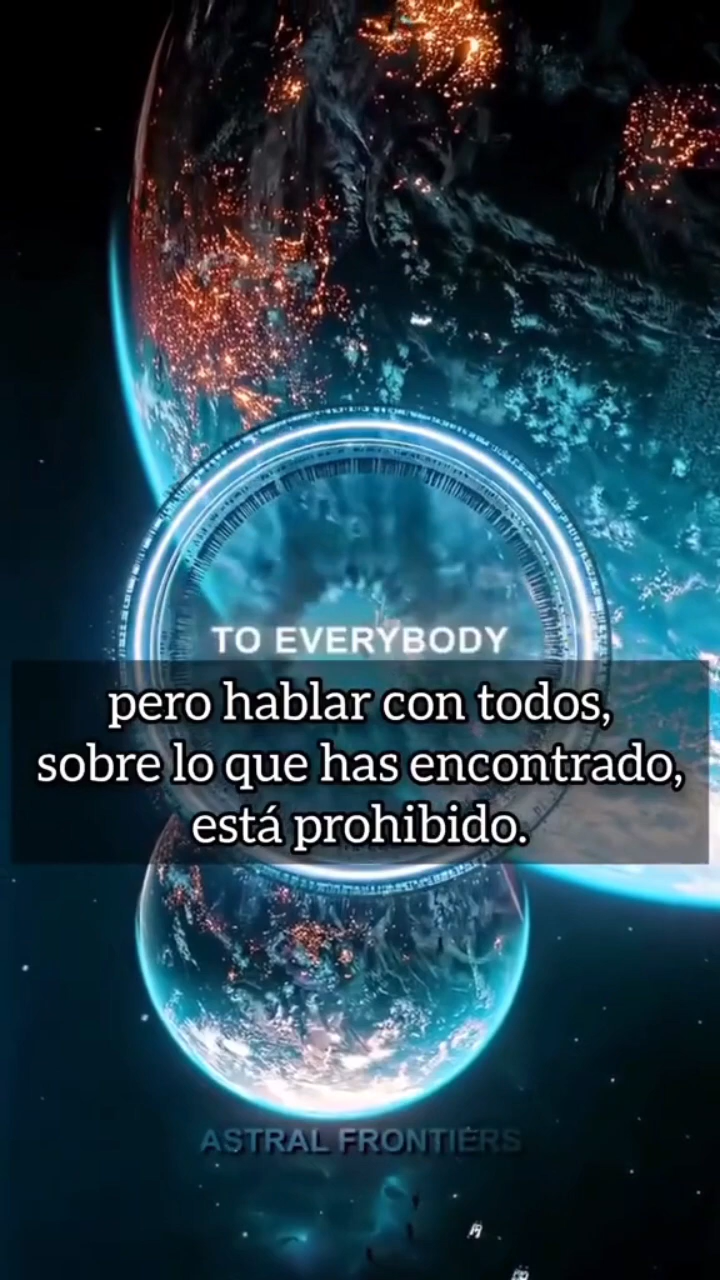 TO EVERYBODY
pero hablar con todos,
sobre lo que has encontrado,
está prohibido.
ASTRAL FRONTIERS